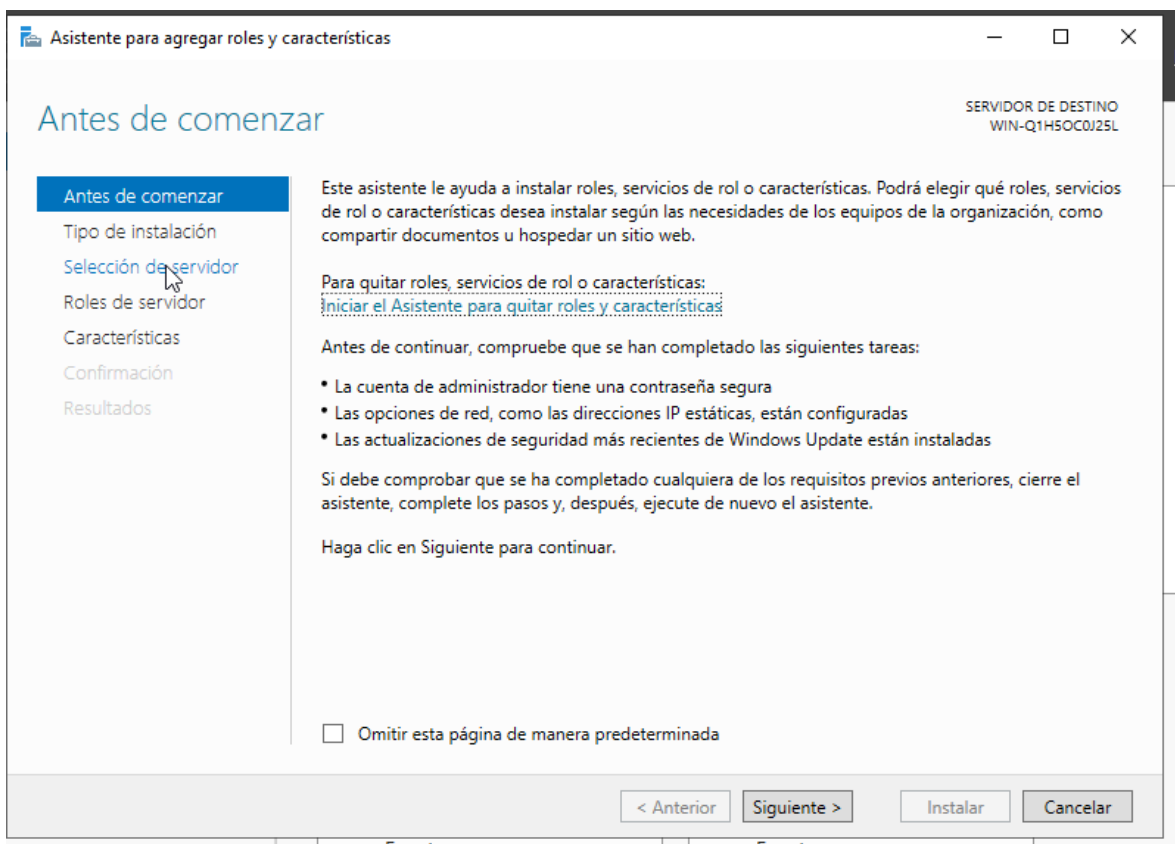 Asistente para agregar roles y características
Antes de comenzar
SERVIDOR DE DESTINO
WIN-Q1H5OC0J25L
Antes de comenzar
Tipo de instalación
Selección de servidor
Roles de servidor
Características
Confirmación
Resultados
Este asistente le ayuda a instalar roles, servicios de rol o características. Podrá elegir qué roles, servicios
de rol o características desea instalar según las necesidades de los equipos de la organización, como
compartir documentos u hospedar un sitio web.
Para quitar roles, servicios de rol o características:
Iniciar el Asistente para quitar roles y características
Antes de continuar, compruebe que se han completado las siguientes tareas:
• La cuenta de administrador tiene una contraseña segura
• Las opciones de red, como las direcciones IP estáticas, están configuradas
• Las actualizaciones de seguridad más recientes de Windows Update están instaladas
Si debe comprobar que se ha completado cualquiera de los requisitos previos anteriores, cierre el
asistente, complete los pasos y, después, ejecute de nuevo el asistente.
Haga clic en Siguiente para continuar.
Omitir esta página de manera predeterminada
< Anterior
Siguiente >
Instalar
Cancelar